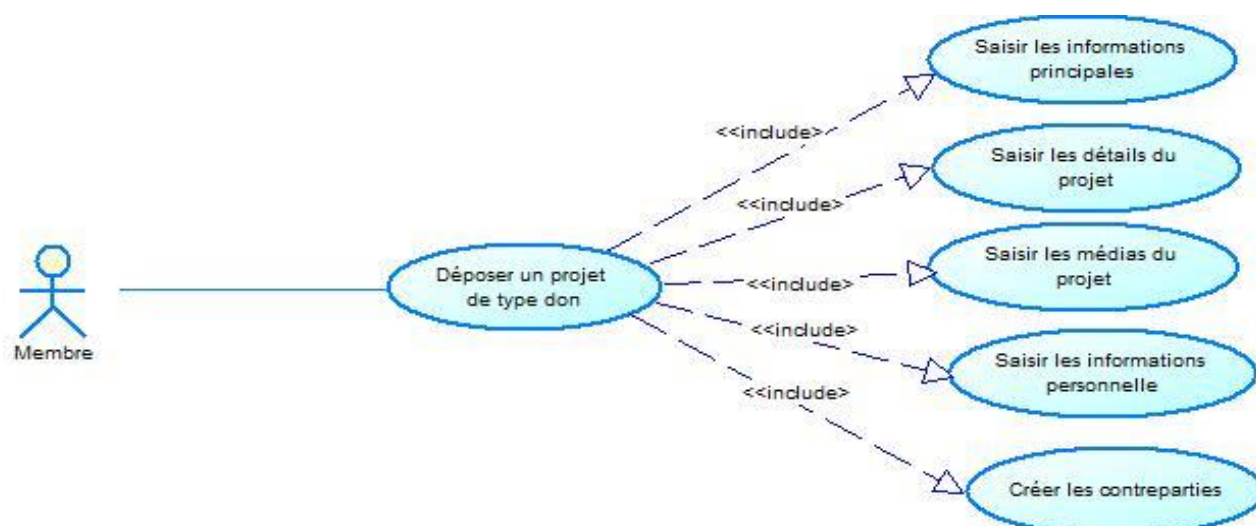 Saisir les informations
principales
<<include>
Saisir les détails du
projet
<<include>
Déposer un projet
de type don
Saisir les médias du
projet
<<include>
Membre
<<include>
Saisir les informations
personnelle
<<include>
Créer les contreparties